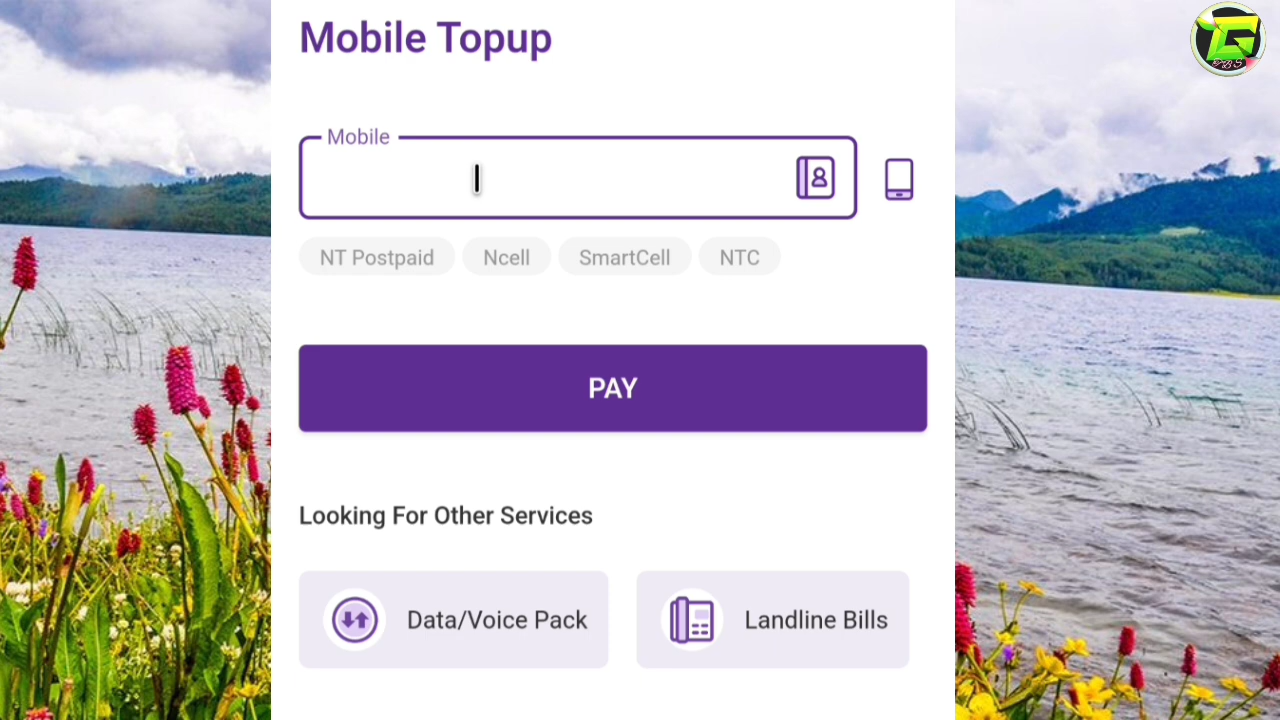 Mobile Topup
Mobile
NT Postpaid Ncell SmartCell NTC
PAY
Looking For Other Services
Data/Voice Pack Landline Bills